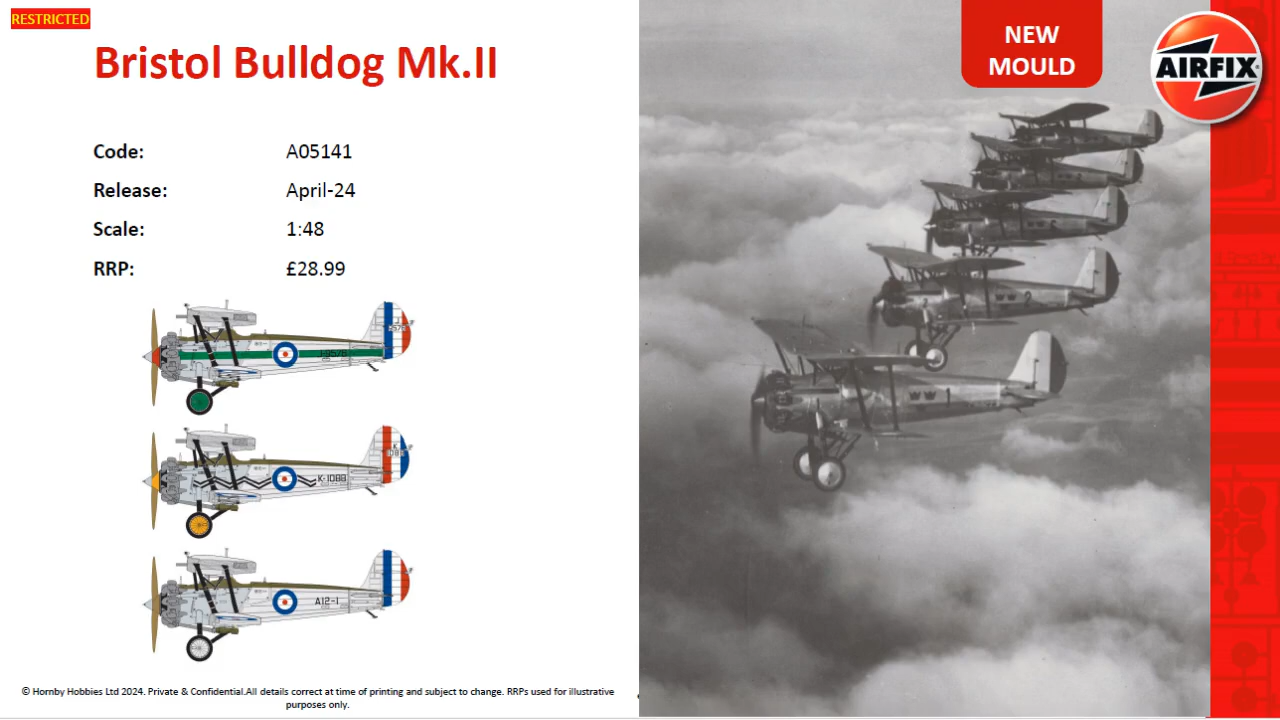 RESTRICTED
Bristol Bulldog Mk.II
NEW
MOULD
AIRFIX
Code: A05141
Release: April-24
Scale: 1:48
RRP: £28.99
K-1088
A12-1
1
2
© Hornby Hobbies Ltd 2024. Private & Confidential.All details correct at time of printing and subject to change. RRPs used for illustrative
purposes only.